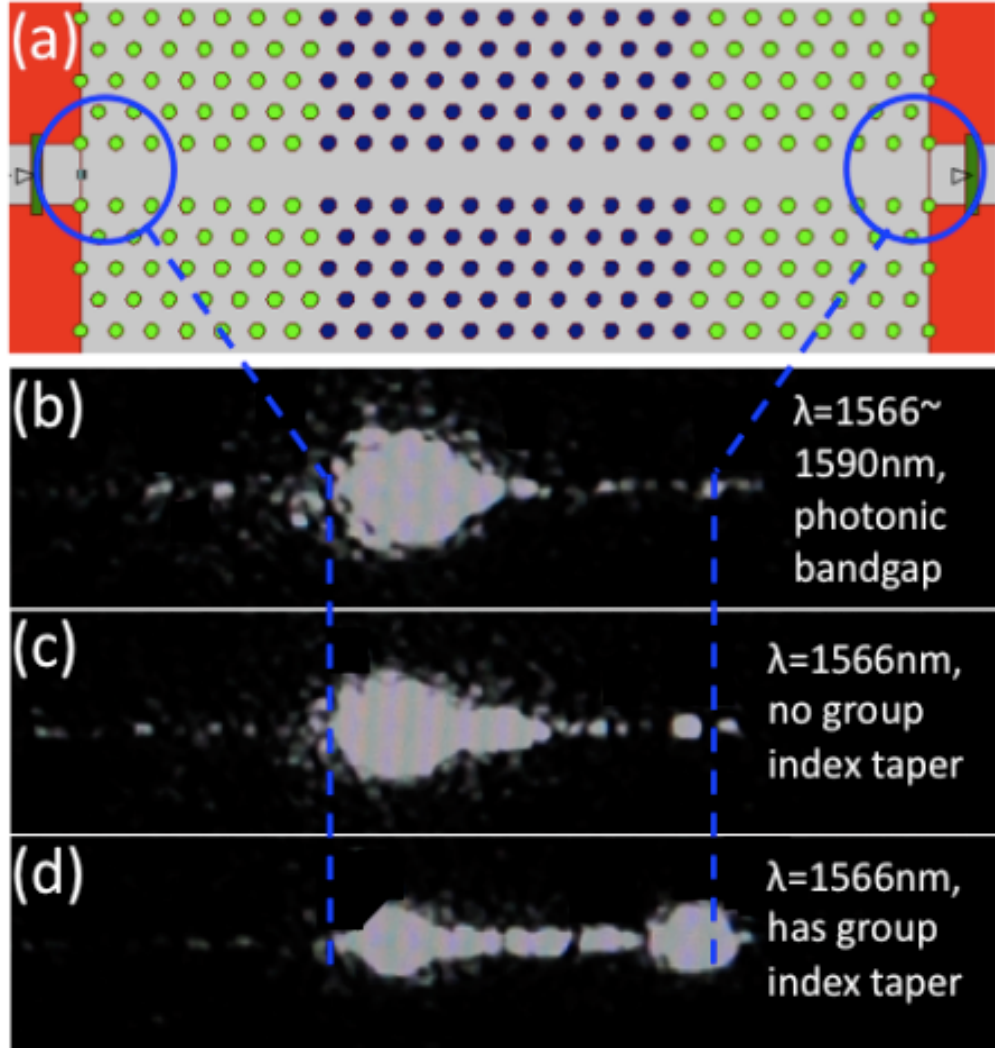 (a)
(b)
λ=1566~
1590nm,
photonic
bandgap
(c)
λ=1566nm,
no group
index taper
(d)
λ=1566nm,
has group
index taper